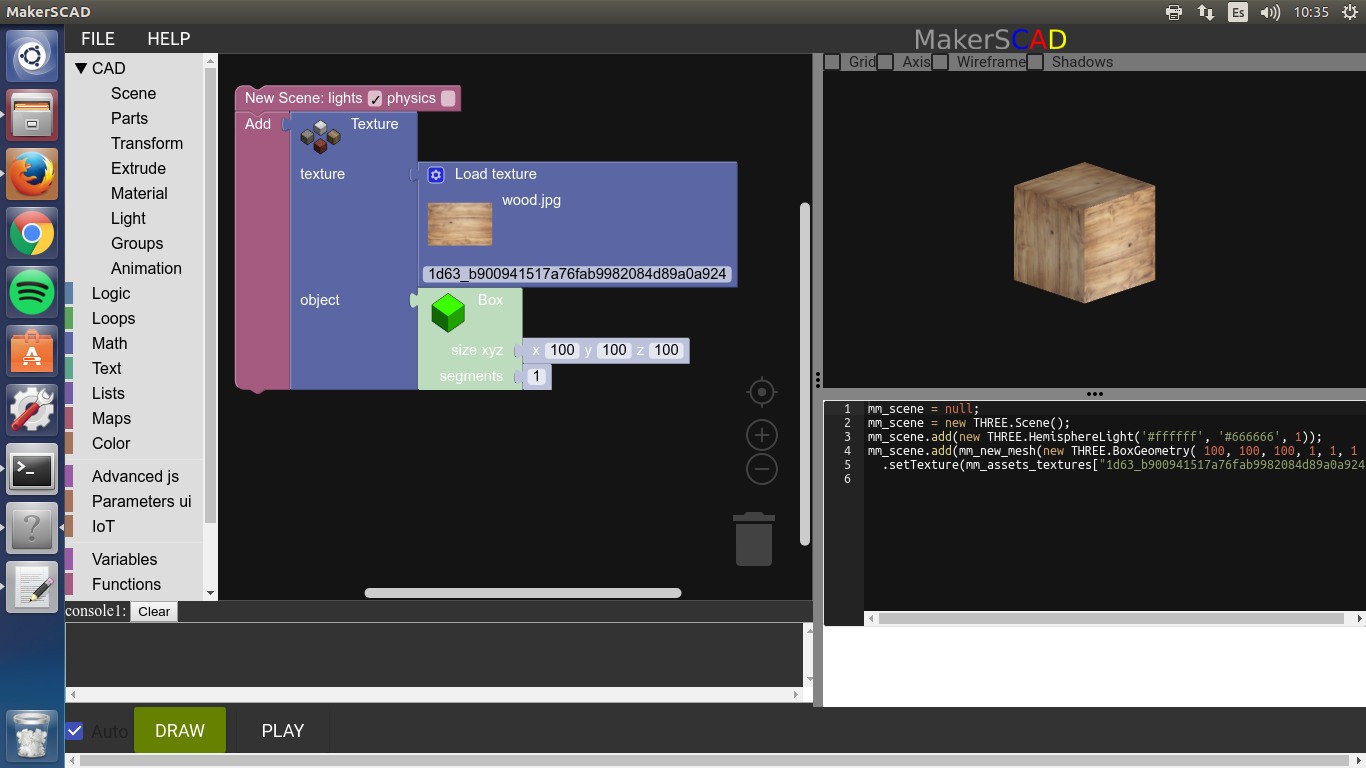 MakerSCAD
Es
10:35
FILE HELP
MakerSCAD
▼ CAD
Scene
Parts
Transform
Extrude
Material
Light
Groups
Animation
Logic
Loops
Math
Text
Lists
Maps
Color
Advanced js
Parameters ui
IoT
Variables
Functions
New Scene: lights ✓ physics
Add
Texture
texture
Load texture
wood.jpg
1d63_b900941517a76fab9982084d89a0a924
object
Box
size xyz
x 100 y 100 z 100
segments
1
Grid Axis Wireframe Shadows
1 mm_scene = null;
2 mm_scene = new THREE.Scene();
3 mm_scene.add(new THREE.HemisphereLight('#ffffff', '#666666', 1));
4 mm_scene.add(mm_new_mesh(new THREE.BoxGeometry( 100, 100, 100, 1, 1, 1
5 .setTexture(mm_assets_textures["1d63_b900941517a76fab9982084d89a0a924
6
console1: Clear
Auto DRAW PLAY